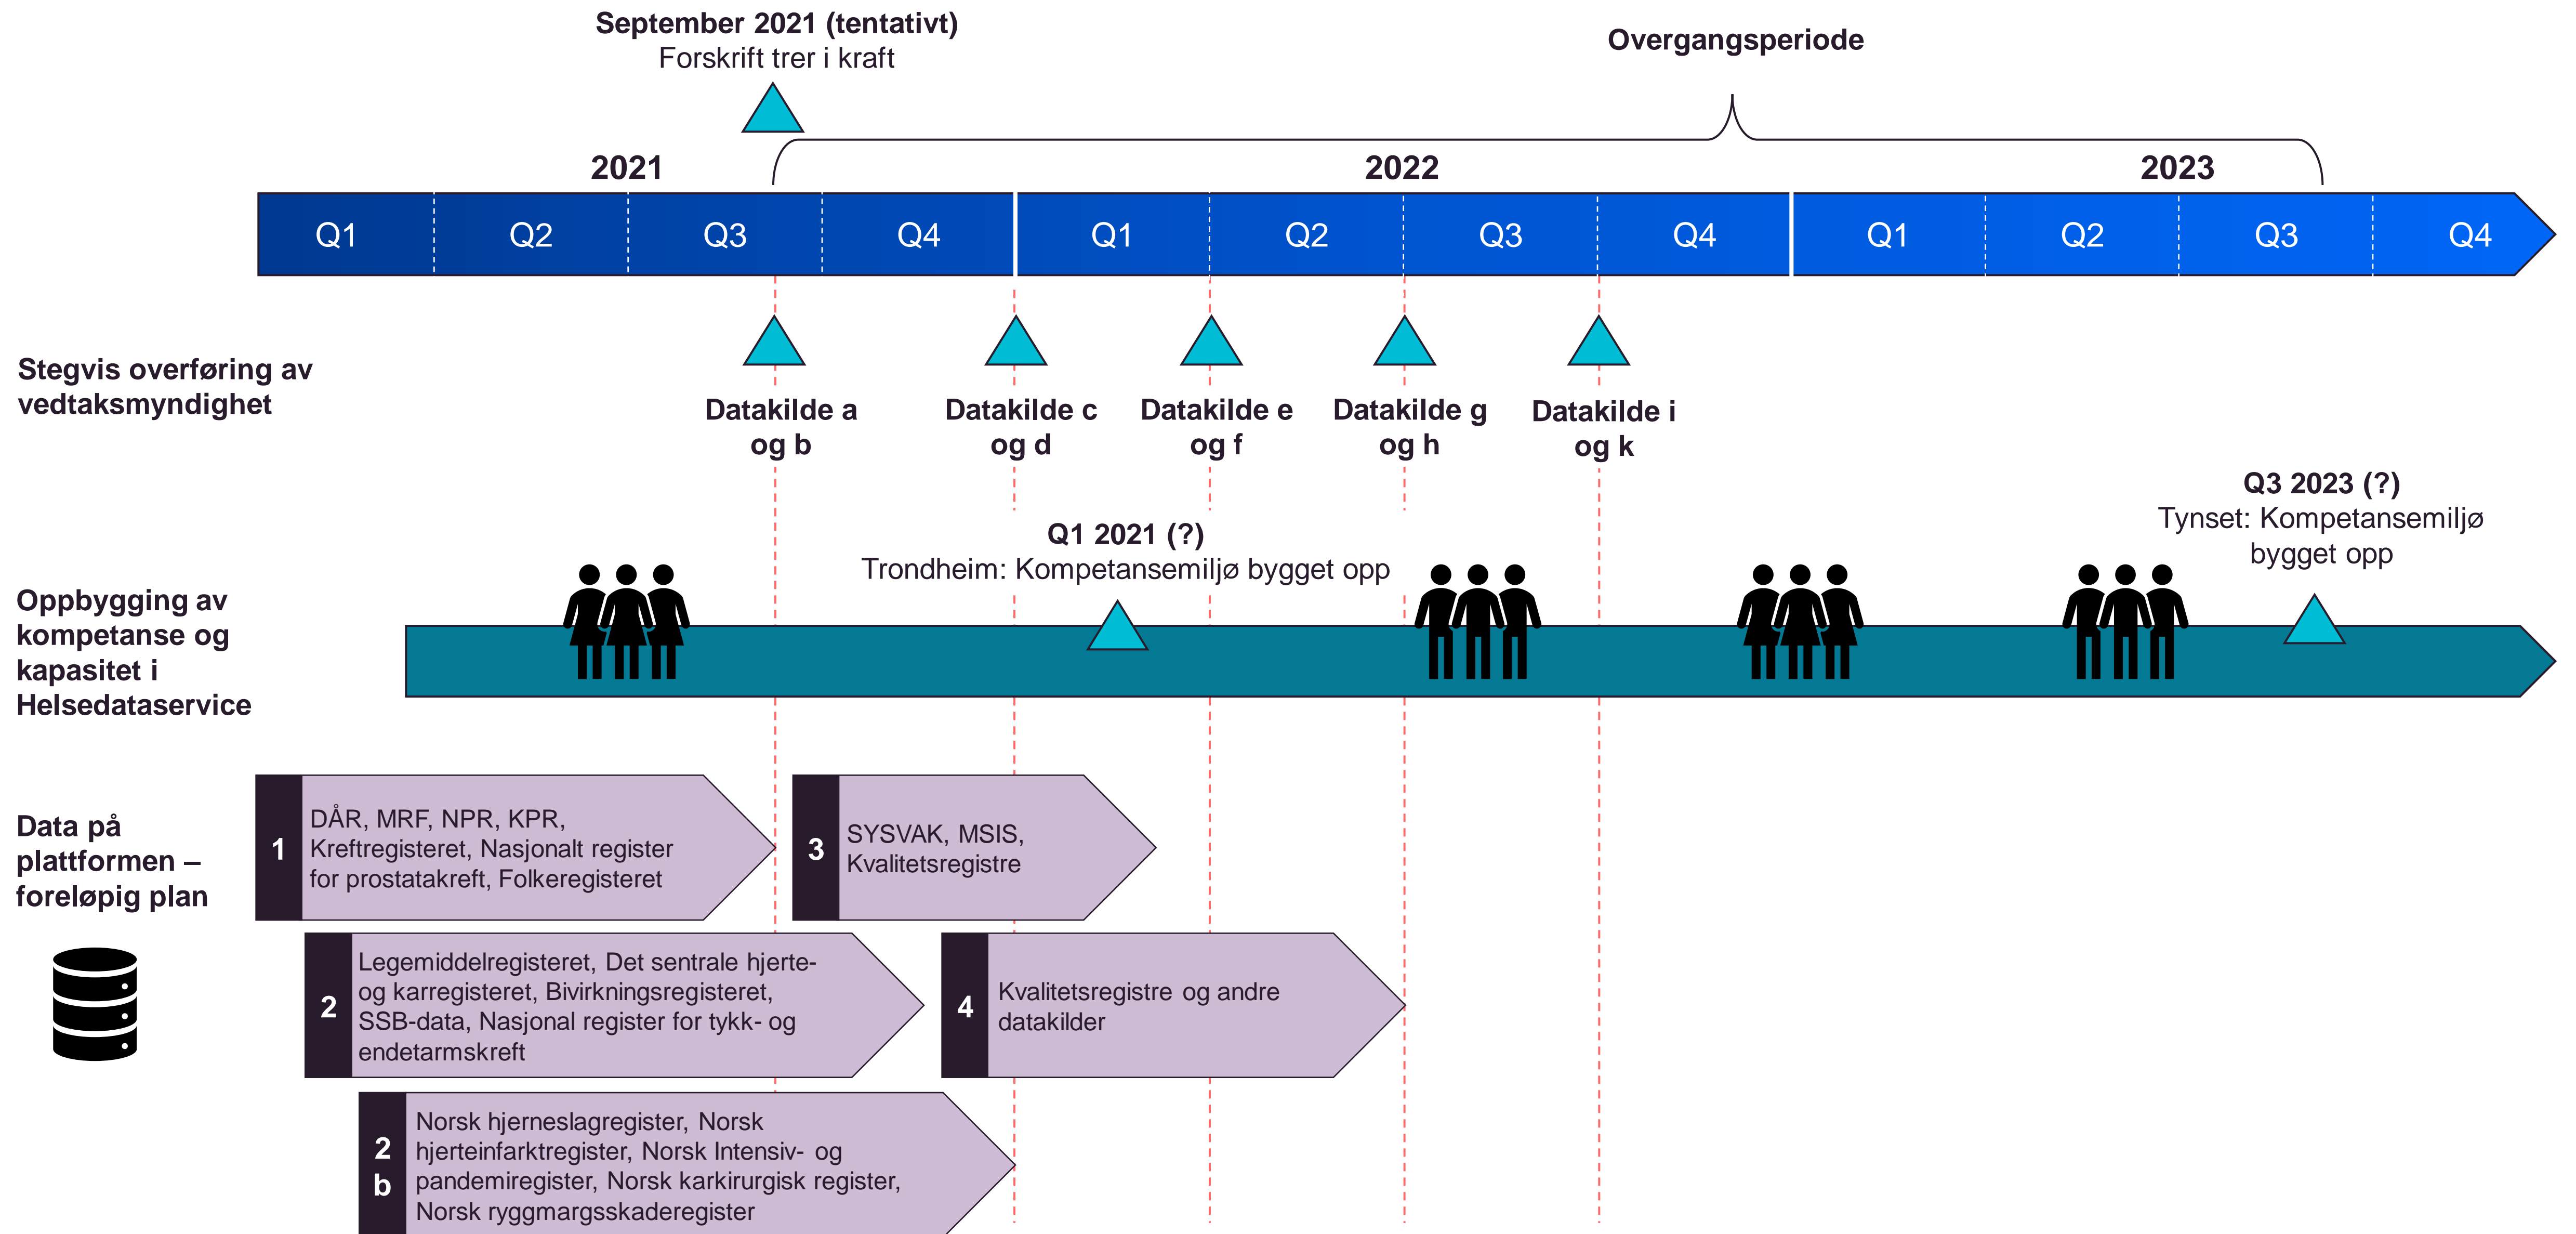 September 2021 (tentativt)
Forskrift trer i kraft
Overgangsperiode
2021
2022
2023
Q1
Q2
Q3
Q4
Q1
Q2
Q3
Q4
Q1
Q2
Q3
Q4
Stegvis overføring av
vedtaksmyndighet
Datakilde a
og b
Datakilde c
og d
Datakilde e
og f
Datakilde g
og h
Datakilde i
og k
Oppbygging av
kompetanse og
kapasitet i
Helsedataservice
Q1 2021 (?)
Trondheim: Kompetansemiljø bygget opp
Q3 2023 (?)
Tynset: Kompetansemiljø
bygget opp
Data på
plattformen –
foreløpig plan
1
DÅR, MRF, NPR, KPR,
Kreftregisteret, Nasjonalt register
for prostatakreft, Folkeregisteret
3
SYSVAK, MSIS,
Kvalitetsregistre
2
Legemiddelregisteret, Det sentrale hjerte-
og karregisteret, Bivirkningsregisteret,
SSB-data, Nasjonal register for tykk- og
endetarmskreft
4
Kvalitetsregistre og andre
datakilder
2
b
Norsk hjerneslagregister, Norsk
hjerteinfarktregister, Norsk Intensiv- og
pandemiregister, Norsk karkirurgisk register,
Norsk ryggmargsskaderegister